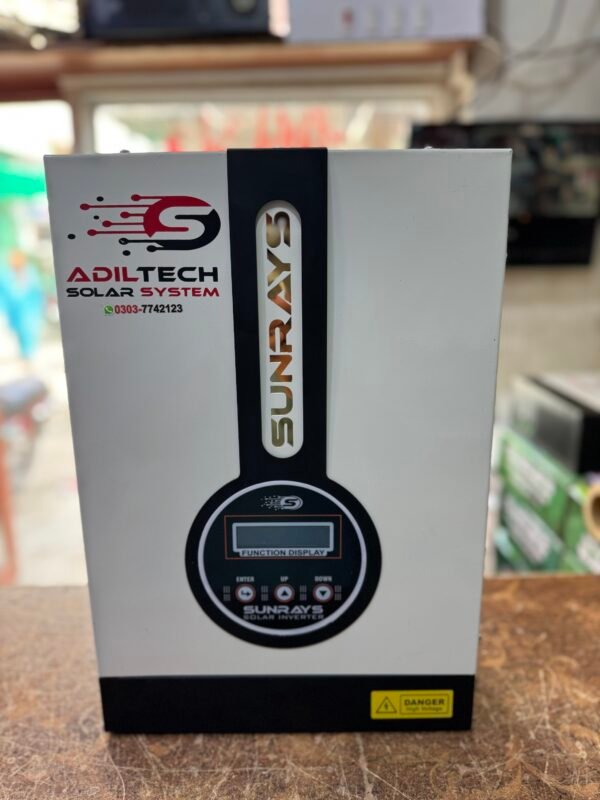 ADILTECH
SOLAR SYSTEM
0303-7742123
SUNRAYS
FUNCTION DISPLAY
ENTER UP DOWN
SUNRAYS
SOLAR INVERTER
DANGER
High Voltage